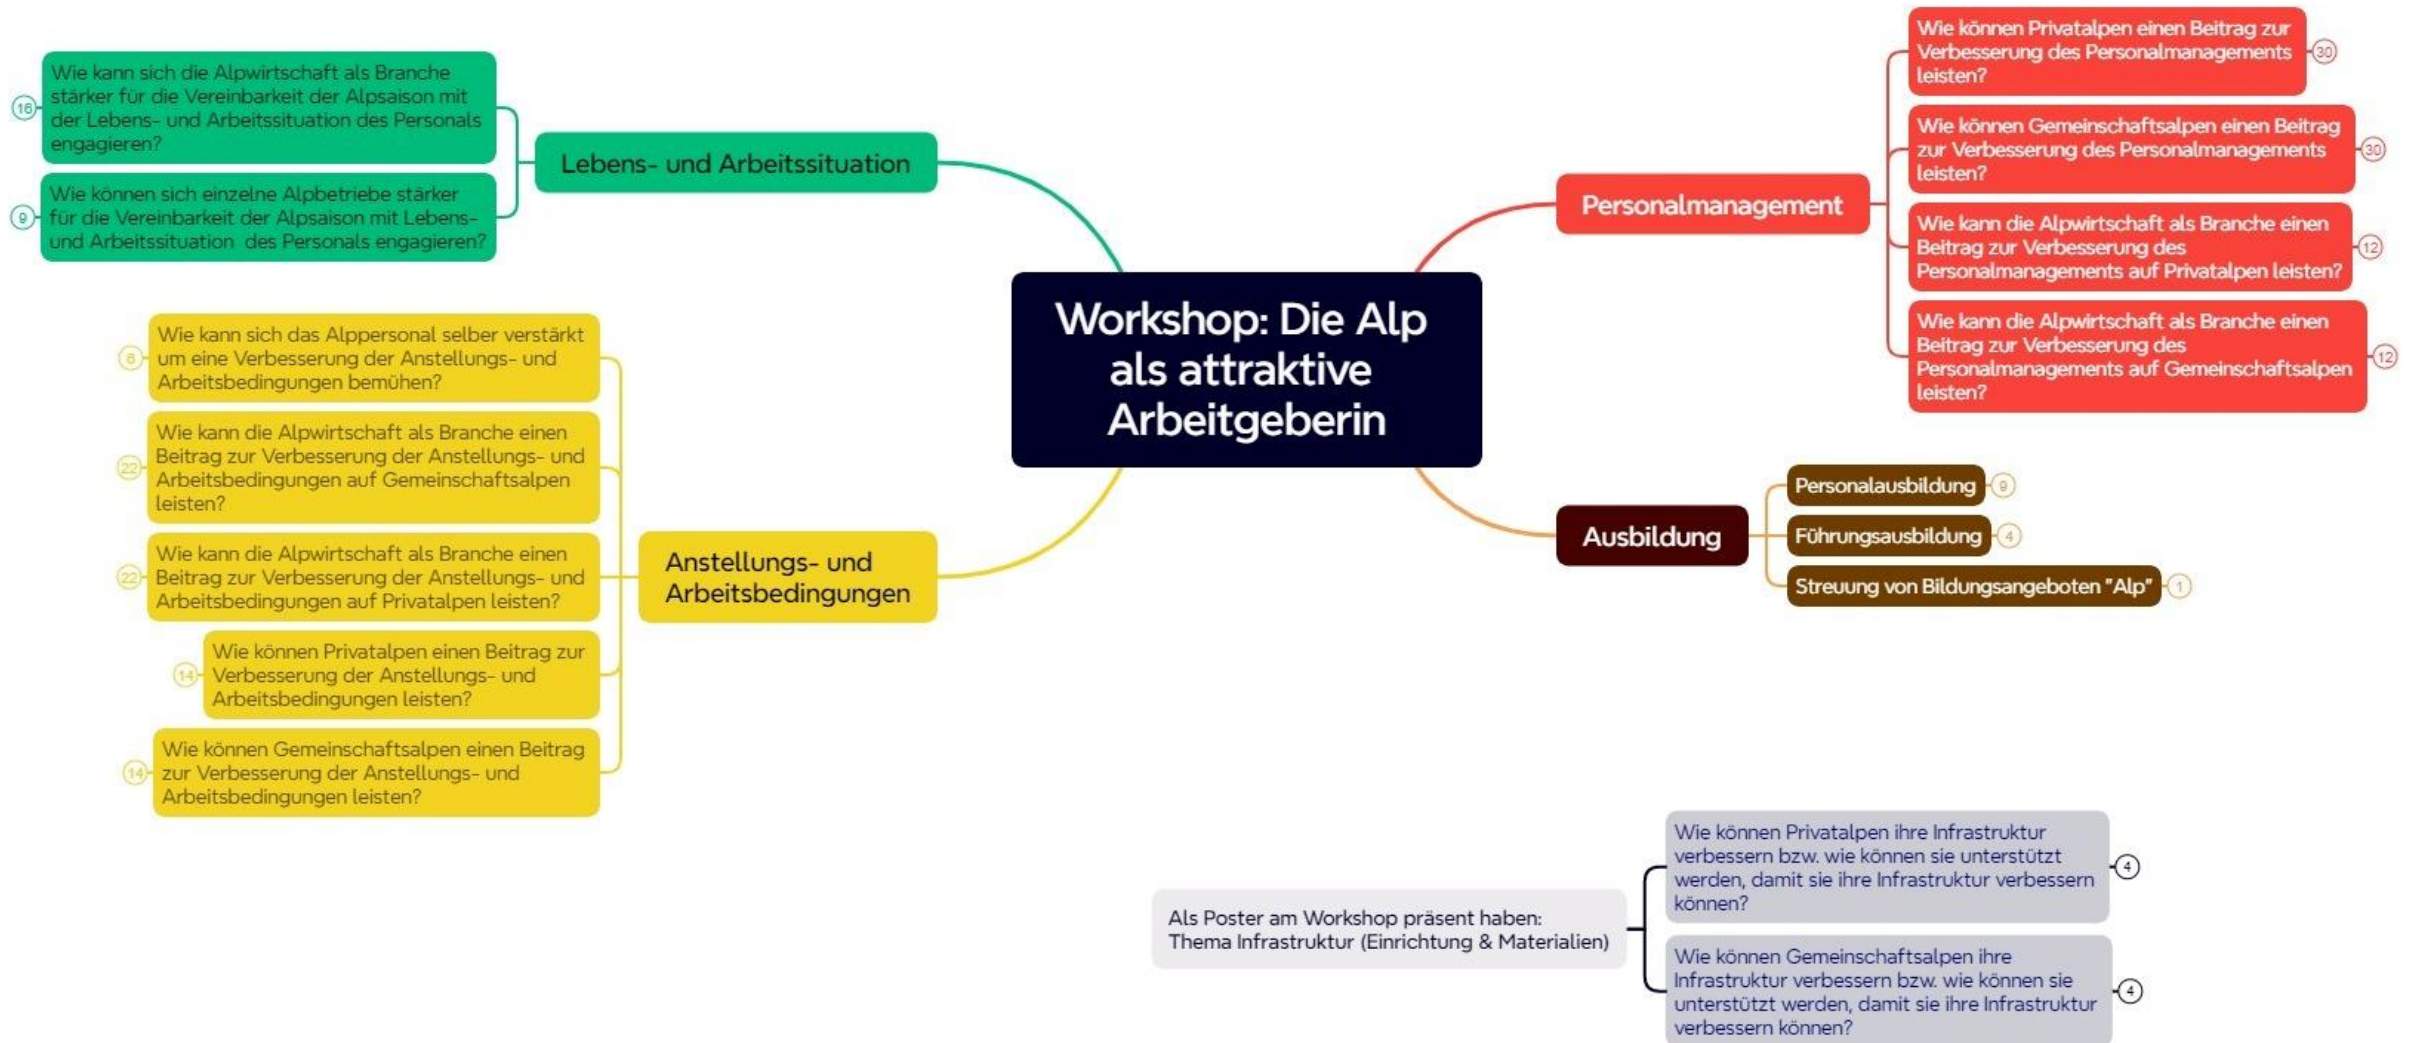 Workshop: Die Alp
als attraktive
Arbeitgeberin
Lebens- und Arbeitssituation
Wie kann sich die Alpwirtschaft als Branche
stärker für die Vereinbarkeit der Alpsaison mit
der Lebens- und Arbeitssituation des Personals
engagieren?
16
Wie können sich einzelne Alpbetriebe stärker
für die Vereinbarkeit der Alpsaison mit Lebens-
und Arbeitssituation des Personals engagieren?
9
Anstellungs- und
Arbeitsbedingungen
Wie kann sich das Alppersonal selber verstärkt
um eine Verbesserung der Anstellungs- und
Arbeitsbedingungen bemühen?
Wie kann die Alpwirtschaft als Branche einen
Beitrag zur Verbesserung der Anstellungs- und
Arbeitsbedingungen auf Gemeinschaftsalpen
leisten?
22
Wie kann die Alpwirtschaft als Branche einen
Beitrag zur Verbesserung der Anstellungs- und
Arbeitsbedingungen auf Privatalpen leisten?
22
Wie können Privatalpen einen Beitrag zur
Verbesserung der Anstellungs- und
Arbeitsbedingungen leisten?
14
Wie können Gemeinschaftsalpen einen Beitrag
zur Verbesserung der Anstellungs- und
Arbeitsbedingungen leisten?
14
Personalmanagement
Wie können Privatalpen einen Beitrag zur
Verbesserung des Personalmanagements
leisten?
30
Wie können Gemeinschaftsalpen einen Beitrag
zur Verbesserung des Personalmanagements
leisten?
30
Wie kann die Alpwirtschaft als Branche einen
Beitrag zur Verbesserung des
Personalmanagements auf Privatalpen leisten?
12
Wie kann die Alpwirtschaft als Branche einen
Beitrag zur Verbesserung des
Personalmanagements auf Gemeinschaftsalpen
leisten?
12
Ausbildung
Personalausbildung
9
Führungsausbildung
4
Streuung von Bildungsangeboten "Alp"
1
Als Poster am Workshop präsent haben:
Thema Infrastruktur (Einrichtung & Materialien)
Wie können Privatalpen ihre Infrastruktur
verbessern bzw. wie können sie unterstützt
werden, damit sie ihre Infrastruktur verbessern
können?
4
Wie können Gemeinschaftsalpen ihre
Infrastruktur verbessern bzw. wie können sie
unterstützt werden, damit sie ihre Infrastruktur
verbessern können?
4